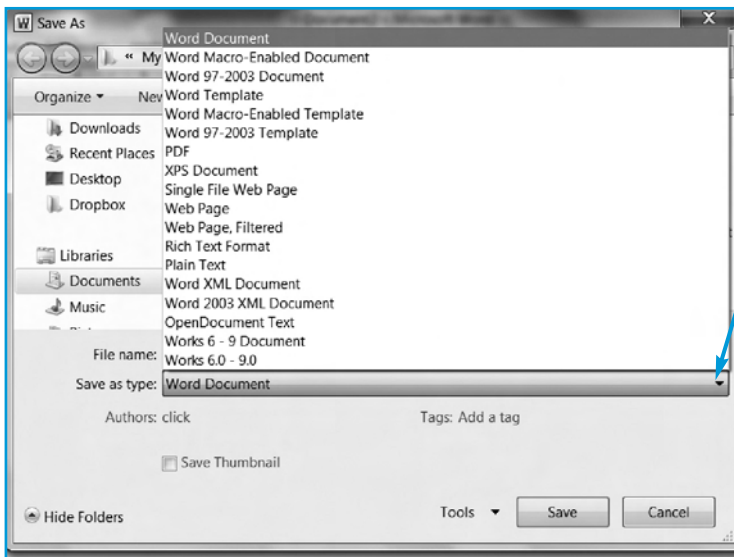 Save As
Word Document
Word Macro-Enabled Document
« My
Word 97-2003 Document
Organize
New
Word Template
Word Macro-Enabled Template
Downloads
Word 97-2003 Template
Recent Places
PDF
XPS Document
Desktop
Single File Web Page
Dropbox
Web Page
Web Page, Filtered
Rich Text Format
Libraries
Plain Text
Documents
Word XML Document
Music
Word 2003 XML Document
OpenDocument Text
Works 6 - 9 Document
File name:
Works 6.0 - 9.0
Save as type: Word Document
Authors: click
Tags: Add a tag
Save Thumbnail
Hide Folders
Tools
Save
Cancel